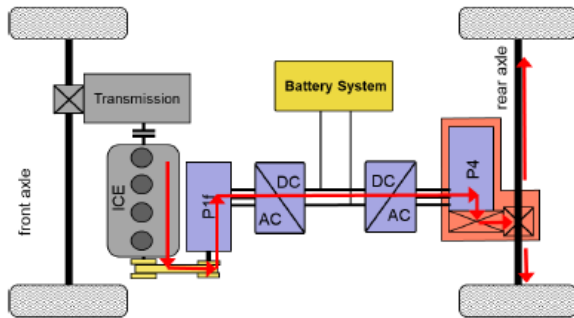 front axle
Transmission
ICE
P1f
DC
AC
Battery System
DC
AC
P4
rear axle